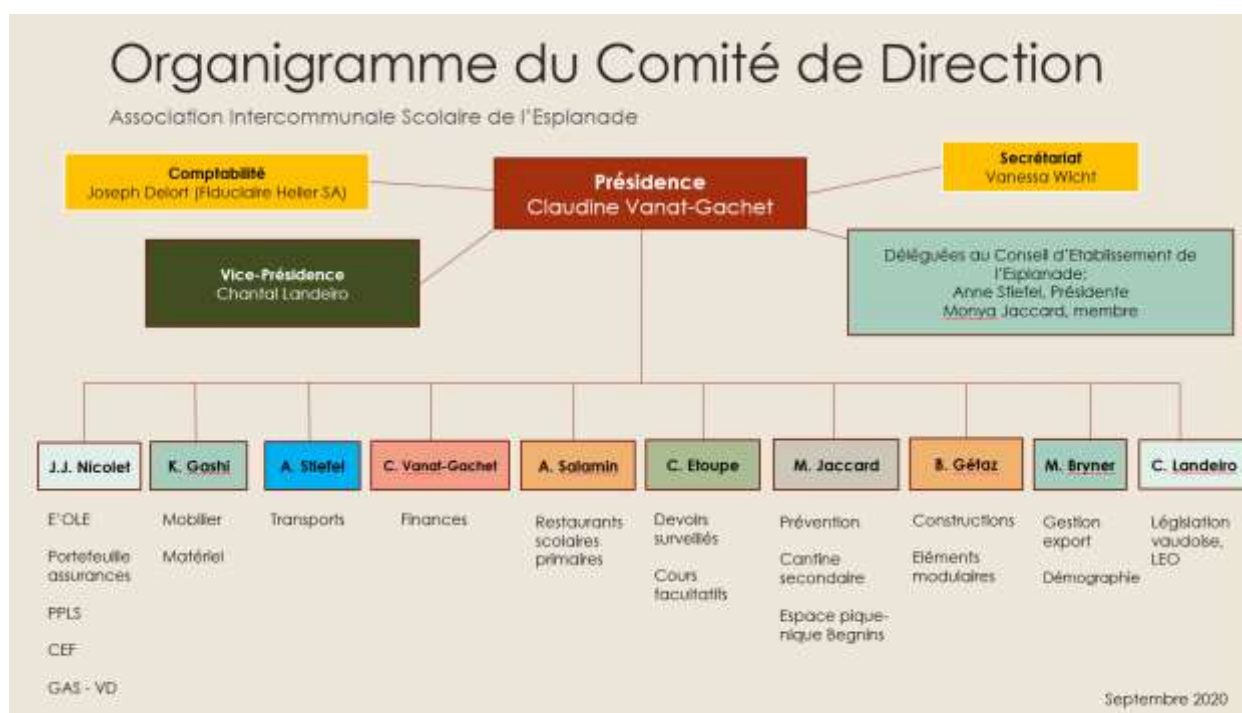 Organigramme du Comité de Direction
Association Intercommunale Scolaire de l'Esplanade
Comptabilité
Joseph Delort (Fiduciaire Heller SA)
Présidence
Claudine Vanat-Gachet
Secrétariat
Vanessa Wicht
Vice-Présidence
Chantal Landeiro
Déléguées au Conseil d'Etablissement de
l'Esplanade:
Anne Stiefel, Présidente
Monya Jaccard, membre
J.J. Nicolet
E'OLE
Portefeuille
assurances
PPLS
CEF
GAS - VD
K. Gashi
Mobilier
Matériel
A. Stiefel
Transports
C. Vanat-Gachet
Finances
A. Salamin
Restaurants
scolaires
primaires
C. Etoupe
Devoirs
surveillés
Cours
facultatifs
M. Jaccard
Prévention
Cantine
secondaire
Espace pique-
nique Begnins
B. Gétaz
Constructions
Eléments
modulaires
M. Bryner
Gestion
export
Démographie
C. Landeiro
Législation
vaudoise,
LEO
Septembre 2020